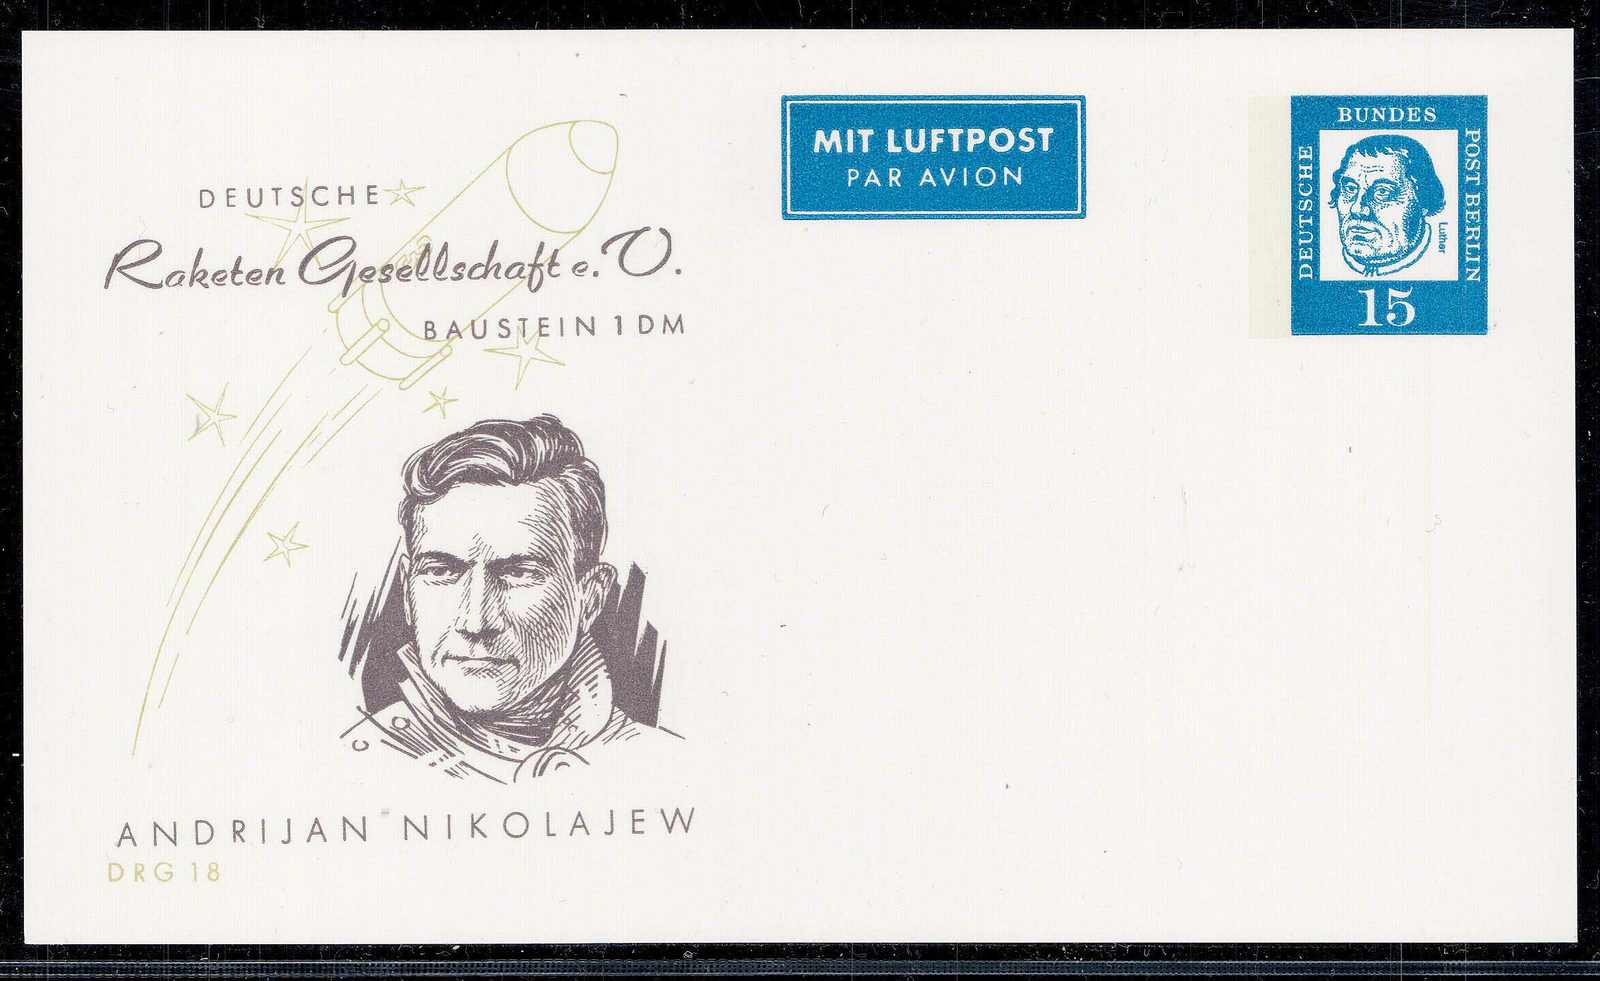 DEUTSCHE
Raketen Gesellschaft e. V.
BAUSTEIN 1 DM
ANDRIJAN NIKOLAJEW
DRG 18
MIT LUFTPOST
PAR AVION
DEUTSCHE
BUNDES
POST BERLIN
Luther
15